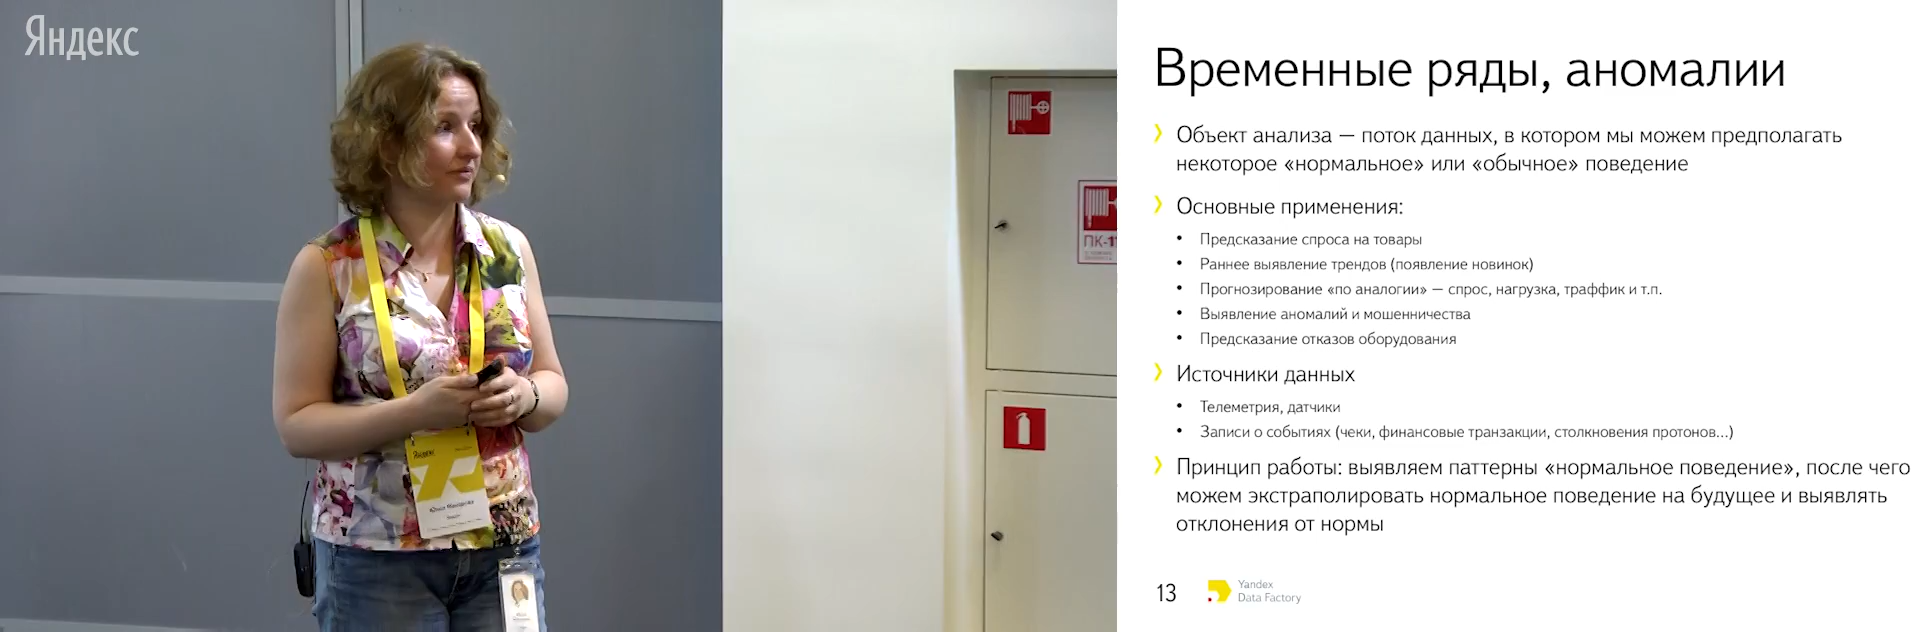 Яндекс
ПК-1
Яндекс
Временные ряды, аномалии
Объект анализа — поток данных, в котором мы можем предполагать
некоторое «нормальное» или «обычное» поведение
Основные применения:
• Предсказание спроса на товары
• Раннее выявление трендов (появление новинок)
• Прогнозирование «по аналогии» — спрос, нагрузка, траффик и т.п.
• Выявление аномалий и мошенничества
• Предсказание отказов оборудования
Источники данных
• Телеметрия, датчики
• Записи о событиях (чеки, финансовые транзакции, столкновения протонов...)
Принцип работы: выявляем паттерны «нормальное поведение», после чего
можем экстраполировать нормальное поведение на будущее и выявлять
отклонения от нормы
13
Yandex
Data Factory